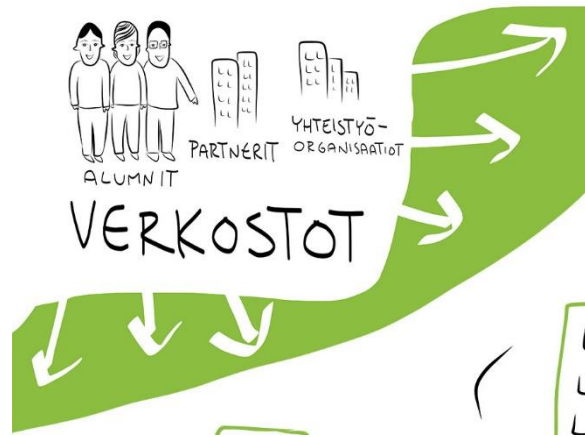 ALUMNIT
PARTNERIT
YHTEISTYÖ-
ORGANISAATIOT
VERKOSTOT